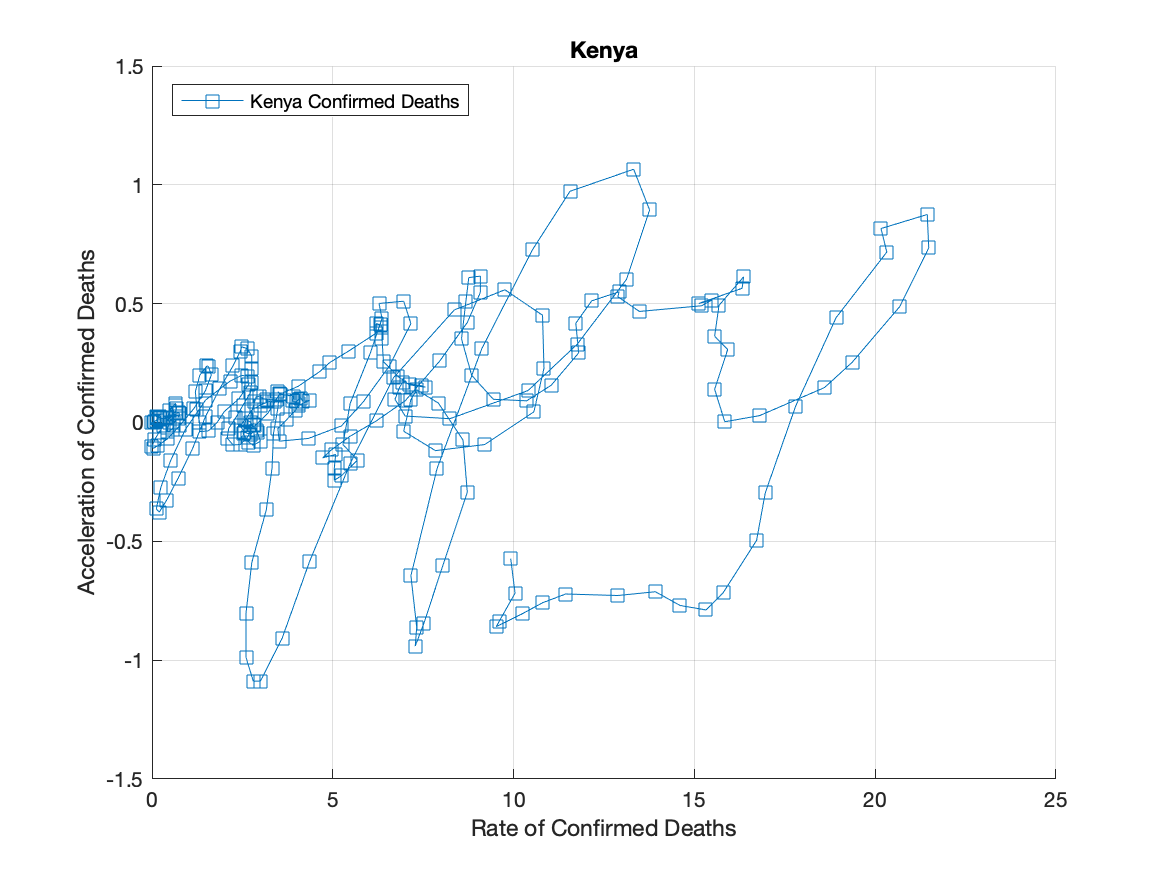 Kenya
Kenya Confirmed Deaths
Acceleration of Confirmed Deaths
1.5
1
0.5
0
-0.5
-1
-1.5
0 5 10 15 20 25
Rate of Confirmed Deaths